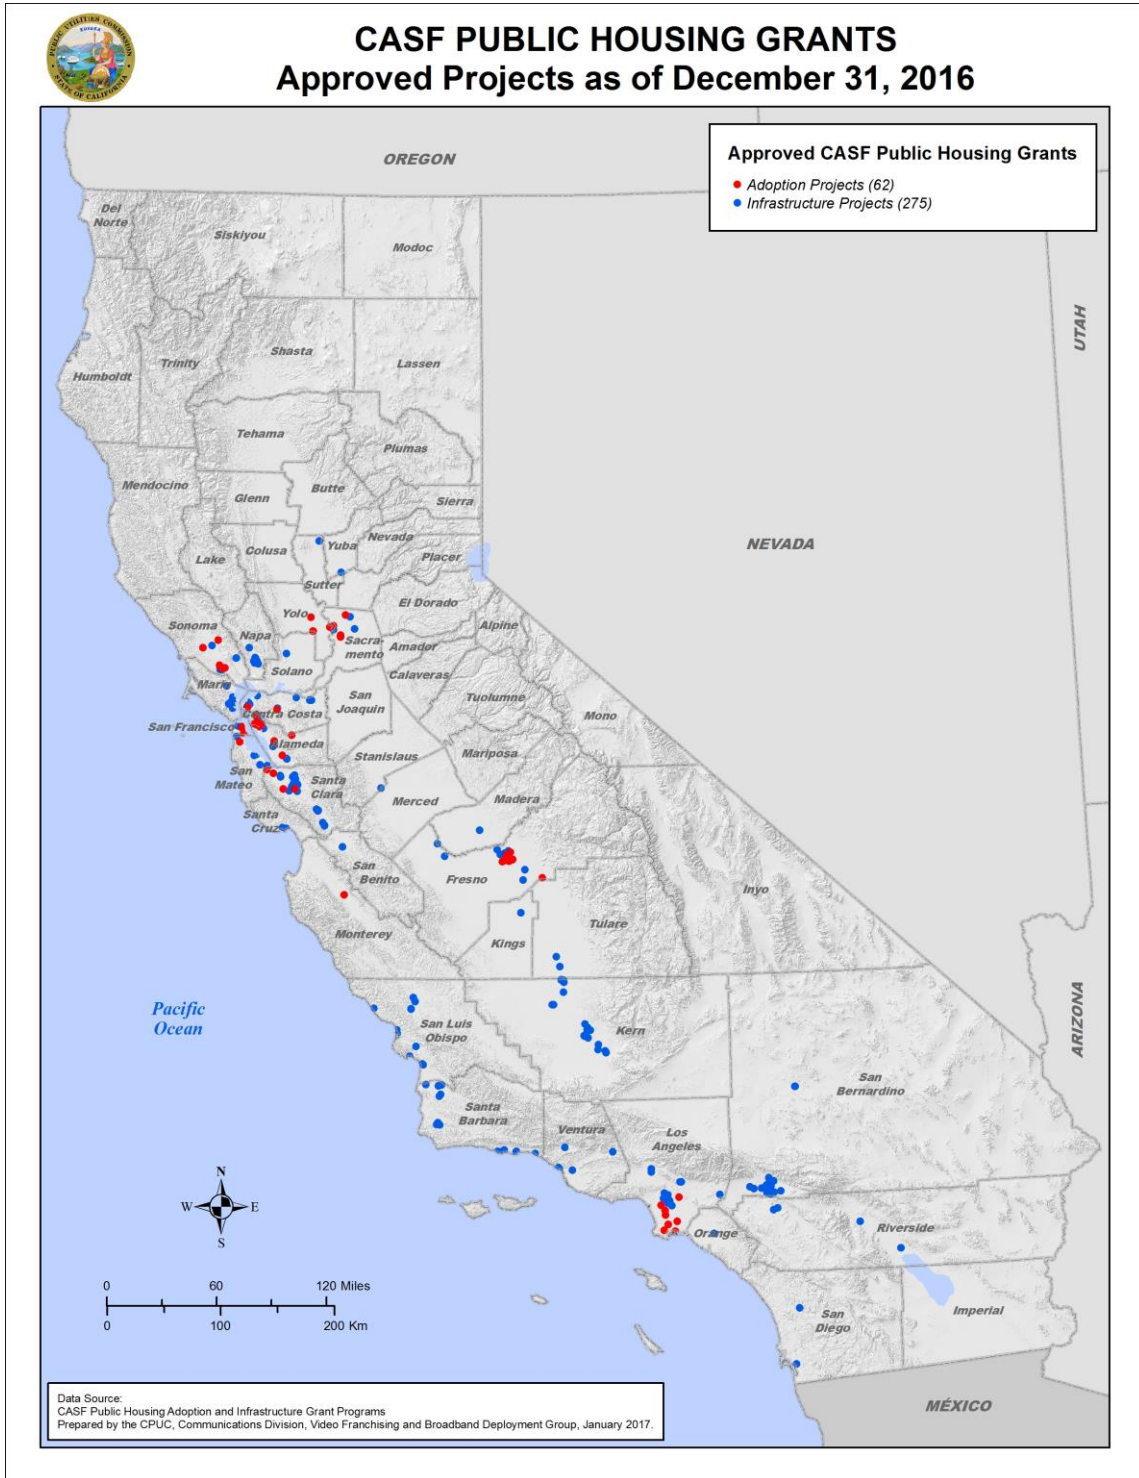 CASF PUBLIC HOUSING GRANTS
Approved Projects as of December 31, 2016
PUBLIC UTILITIES COMMISSION
STATE OF CALIFORNIA
EUREKA
OREGON
Approved CASF Public Housing Grants
Adoption Projects (62)
Infrastructure Projects (275)
Del
Norte
Siskiyou
Modoc
UTAH
Humboldt
Trinity
Shasta
Lassen
Tehama
Plumas
Mendocino
Glenn
Butte
Sierra
Lake
Colusa
Yuba
Nevada
Placer
NEVADA
Sutter
Yolo
El Dorado
Sonoma
Napa
Sacra-
mento
Alpine
Amador
Solano
Calaveras
Marin
San
Joaquin
Tuolumne
Mono
Contra Costa
San Francisco
Alameda
Stanislaus
Mariposa
San
Mateo
Santa
Clara
Merced
Madera
Santa
Cruz
San
Benito
Fresno
Inyo
Monterey
Tulare
Kings
Pacific
Ocean
San Luis
Obispo
Kern
ARIZONA
San
Bernardino
Santa
Barbara
Ventura
Los
Angeles
N
W
E
S
Orange
Riverside
0
60
120 Miles
0
100
200 Km
San
Diego
Imperial
MÉXICO
Data Source:
CASF Public Housing Adoption and Infrastructure Grant Programs
Prepared by the CPUC, Communications Division, Video Franchising and Broadband Deployment Group, January 2017.